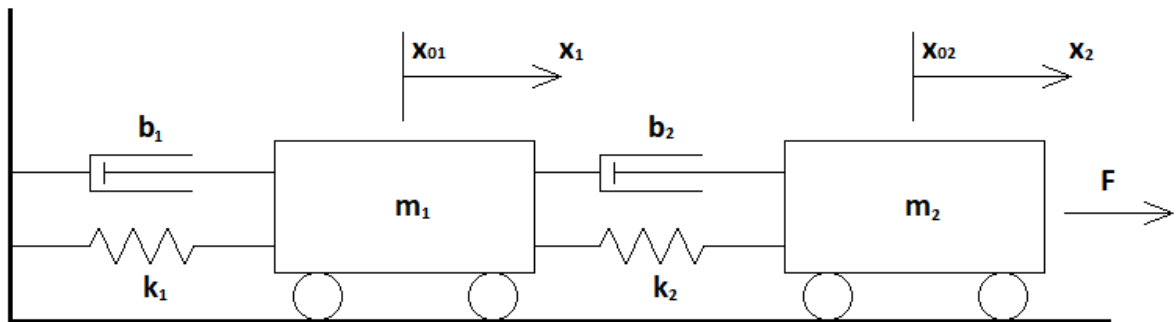 x₀₁ x₁ x₀₂ x₂
b₁ b₂
F
m₁ m₂
k₁ k₂